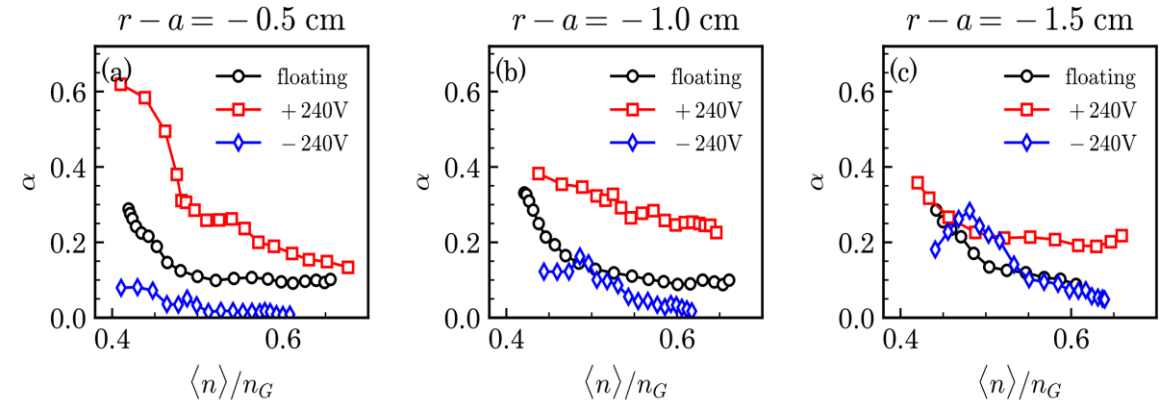 r − a = − 0.5 cm
(a)
floating
+ 240V
− 240V
α
0.0
0.2
0.4
0.6
0.4
0.6
⟨n⟩/n_G
r − a = − 1.0 cm
(b)
floating
+ 240V
− 240V
α
0.0
0.2
0.4
0.6
0.4
0.6
⟨n⟩/n_G
r − a = − 1.5 cm
(c)
floating
+ 240V
− 240V
α
0.0
0.2
0.4
0.6
0.4
0.6
⟨n⟩/n_G